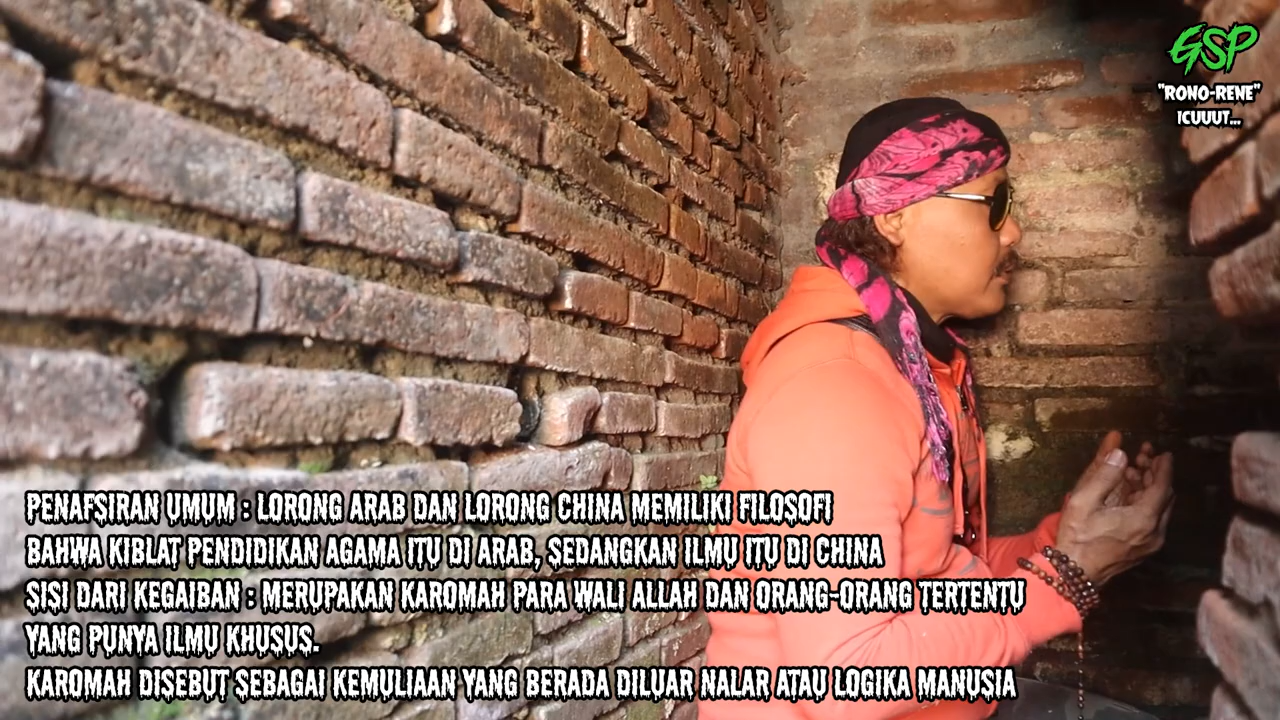 GSP
"RONO-RENE"
ICUUUT...
PENAFSIRAN UMUM : LORONG ARAB DAN LORONG CHINA MEMILIKI FILOSOFI
BAHWA KIBLAT PENDIDIKAN AGAMA ITU DI ARAB, SEDANGKAN ILMU ITU DI CHINA
SISI DARI KEGAIBAN : MERUPAKAN KAROMAH PARA WALI ALLAH DAN ORANG-ORANG TERTENTU
YANG PUNYA ILMU KHUSUS.
KAROMAH DISEBUT SEBAGAI KEMULIAAN YANG BERADA DILUAR NALAR ATAU LOGIKA MANUSIA